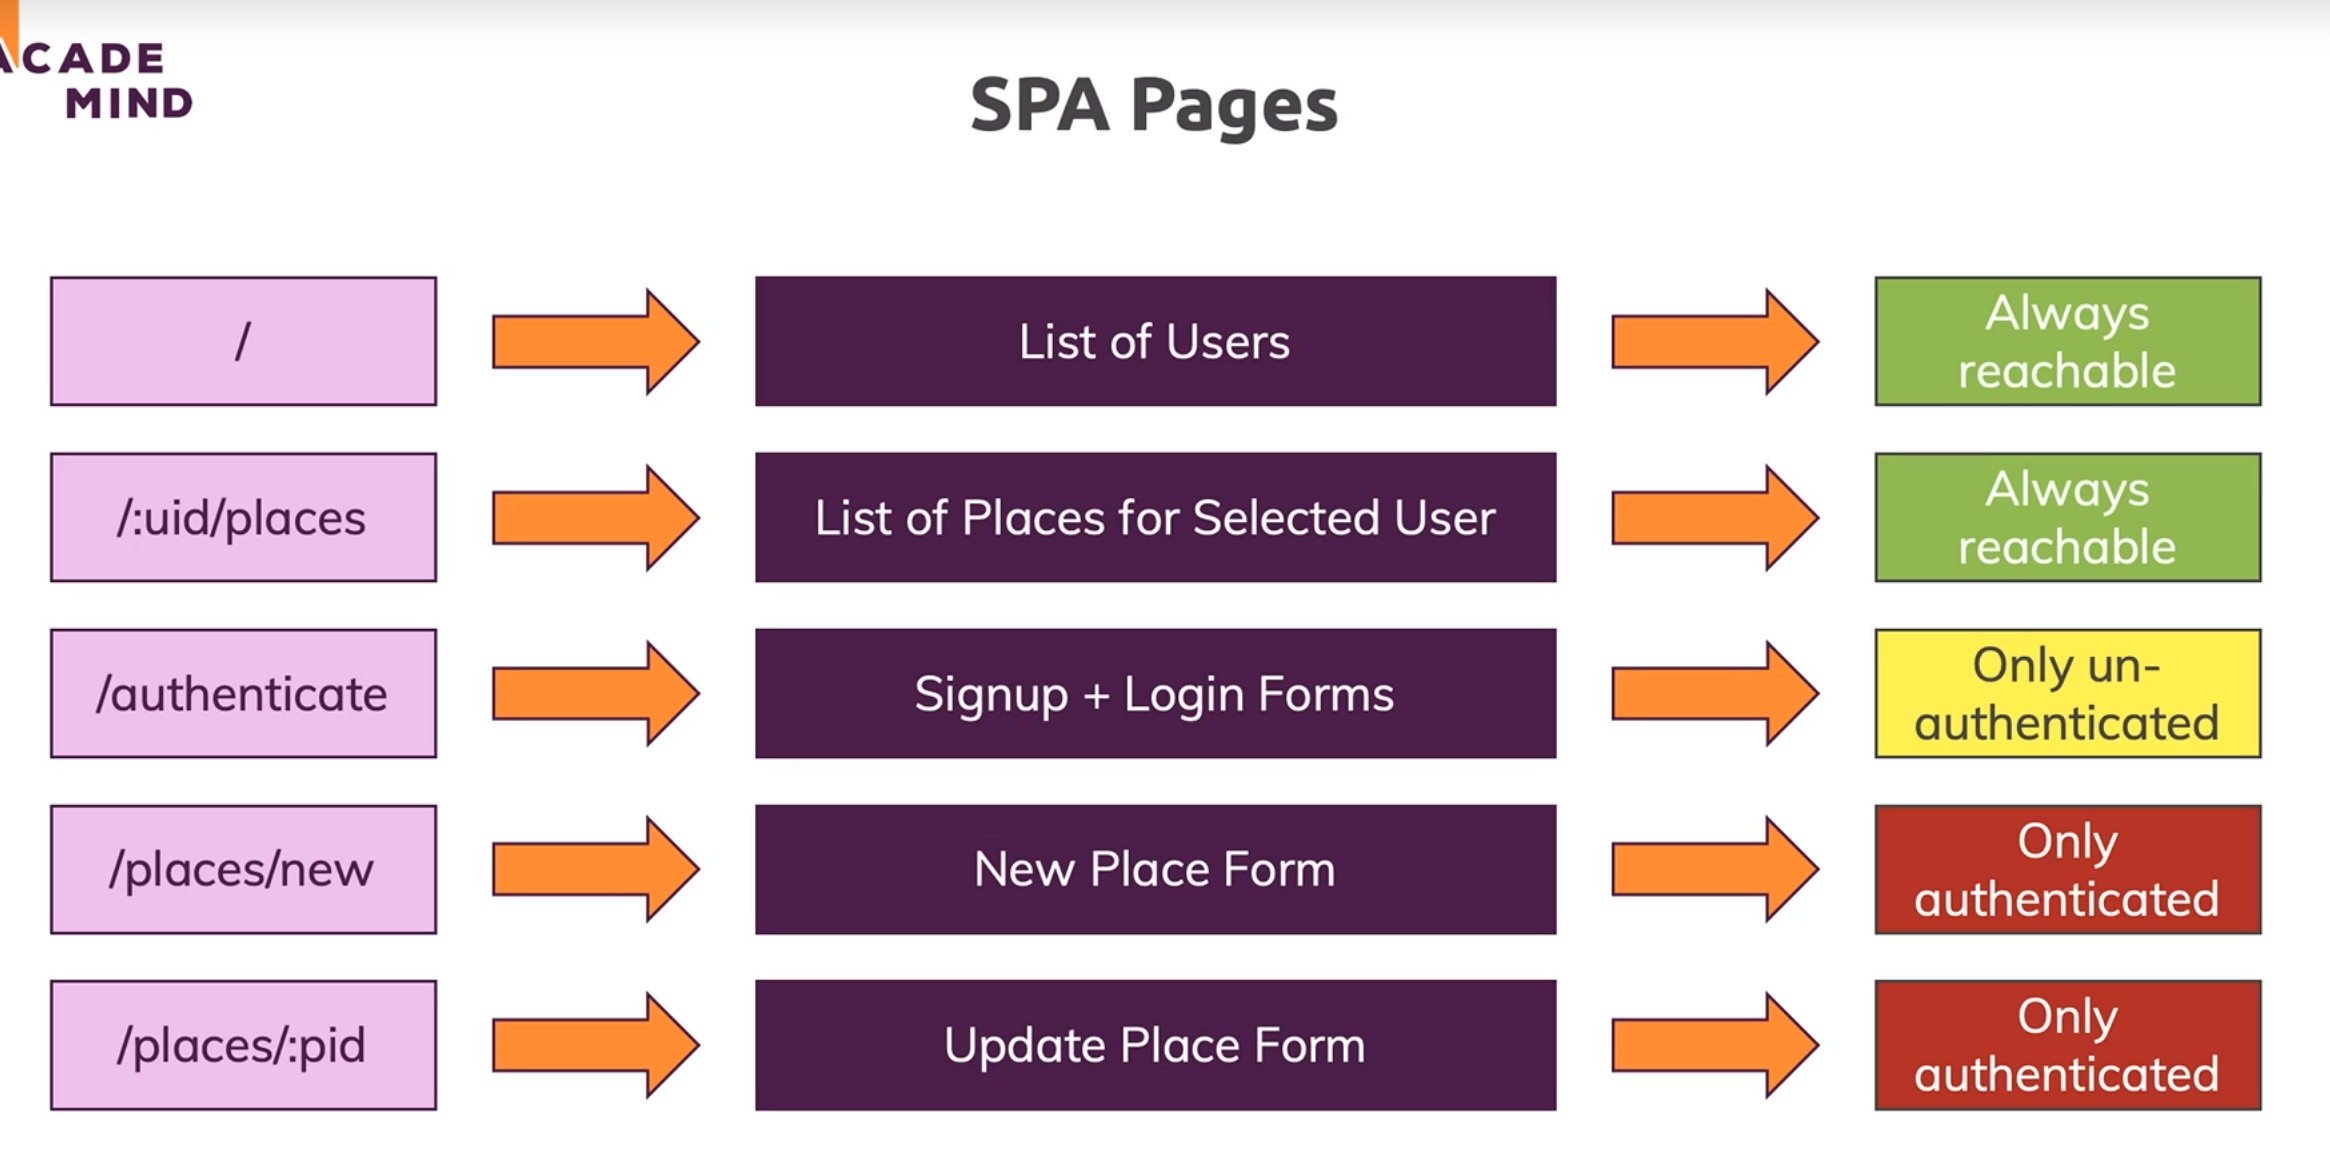 ACADE
MIND
SPA Pages
/
List of Users
Always
reachable
/:uid/places
List of Places for Selected User
Always
reachable
/authenticate
Signup + Login Forms
Only un-
authenticated
/places/new
New Place Form
Only
authenticated
/places/:pid
Update Place Form
Only
authenticated